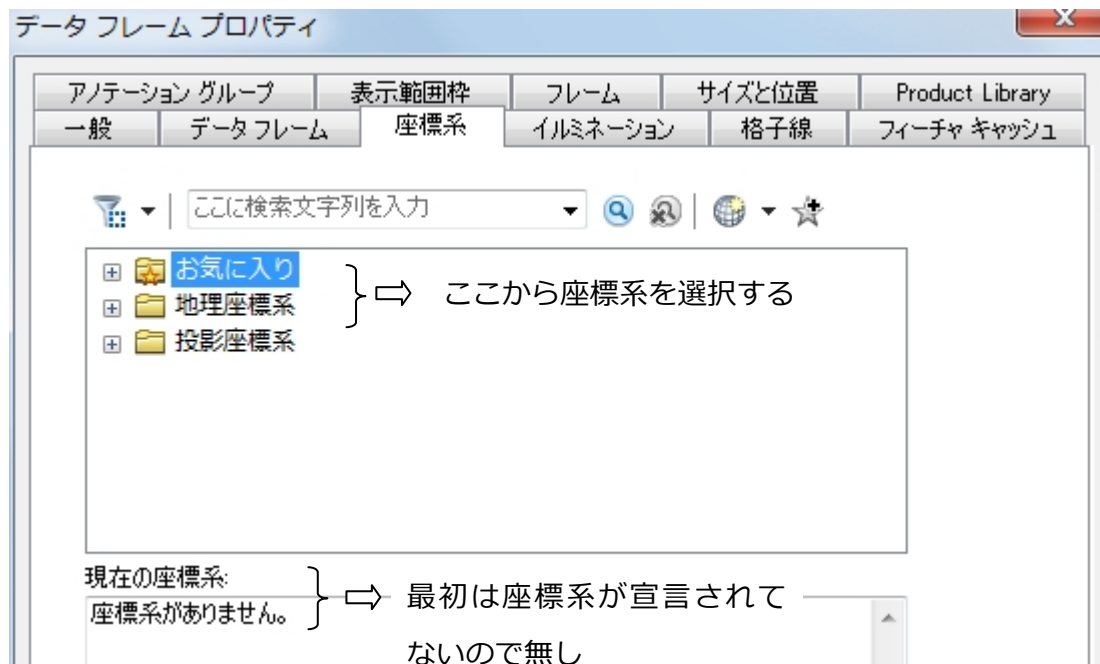 データ フレーム プロパティ
アノテーション グループ 表示範囲枠 フレーム サイズと位置 Product Library
一般 データ フレーム 座標系 イルミネーション 格子線 フィーチャ キャッシュ
ここに検索文字列を入力
お気に入り
地理座標系
投影座標系
ここから座標系を選択する
現在の座標系:
座標系がありません。
最初は座標系が宣言されて
ないので無し